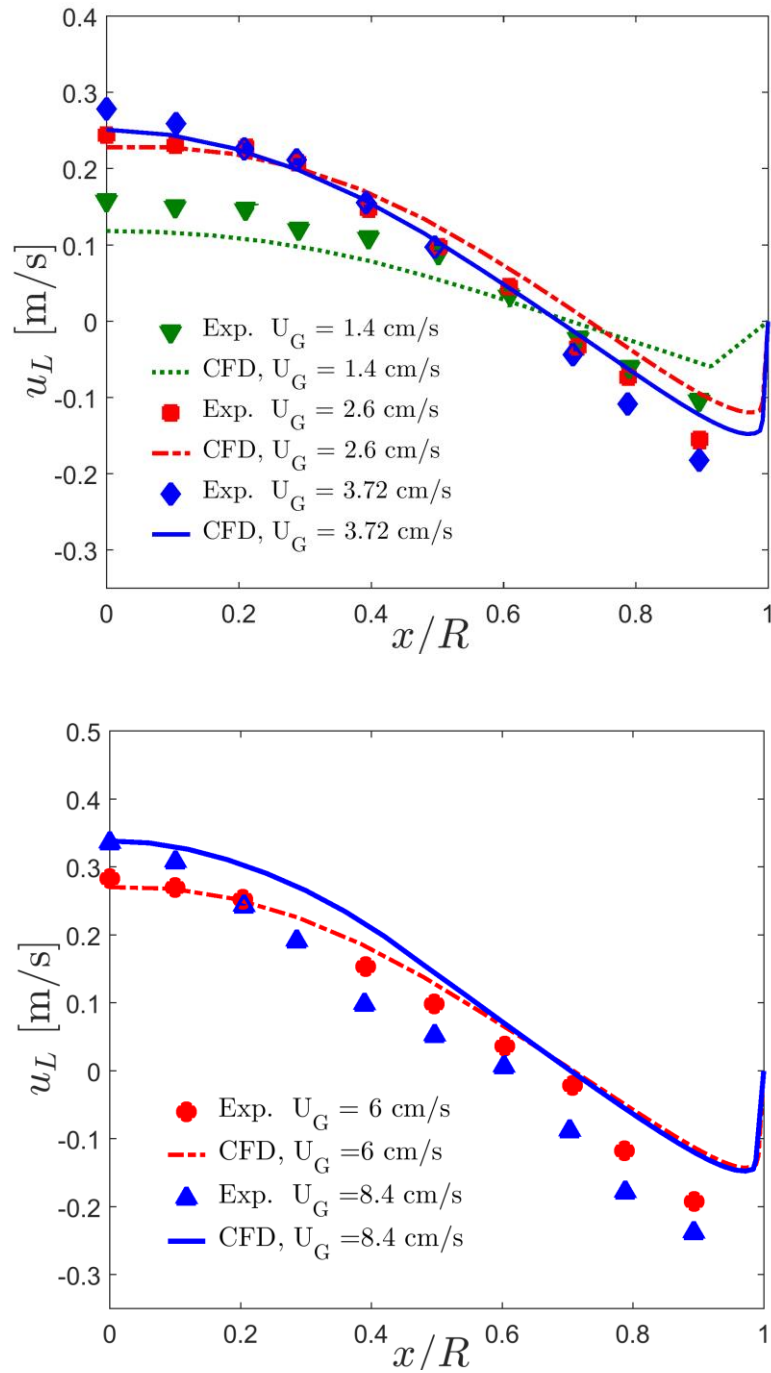 0.4
0.3
0.2
0.1
0
-0.1
-0.2
-0.3
u_L [m/s]
Exp. U_G = 1.4 cm/s
CFD, U_G = 1.4 cm/s
Exp. U_G = 2.6 cm/s
CFD, U_G = 2.6 cm/s
Exp. U_G = 3.72 cm/s
CFD, U_G = 3.72 cm/s
0 0.2 0.4 0.6 0.8 1
x/R
0.5
0.4
0.3
0.2
0.1
0
-0.1
-0.2
-0.3
u_L [m/s]
Exp. U_G = 6 cm/s
CFD, U_G =6 cm/s
Exp. U_G =8.4 cm/s
CFD, U_G =8.4 cm/s
0 0.2 0.4 0.6 0.8 1
x/R